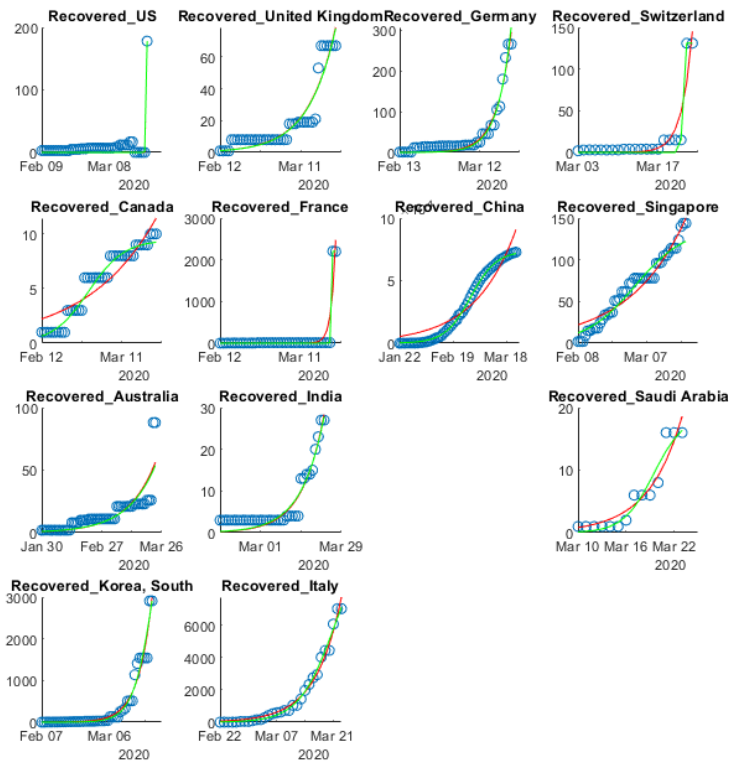 Recovered_US Recovered_United Kingdom Recovered_Germany Recovered_Switzerland
200 60 300 150
100 40 200 100
20 100 50
0 0 0 0
Feb 09 Mar 08 Feb 12 Mar 11 Feb 13 Mar 12 Mar 03 Mar 17
2020 2020 2020 2020
Recovered_Canada Recovered_France Recovered_China Recovered_Singapore
10 3000 10 150
2000 100
5 1000 5 50
0 0 0 0
Feb 12 Mar 11 Feb 12 Mar 11 Jan 22 Feb 19 Mar 18 Feb 08 Mar 07
2020 2020 2020 2020
Recovered_Australia Recovered_India Recovered_Saudi Arabia
100 30 20
50 20 10
10
0 0 0
Jan 30 Feb 27 Mar 26 Mar 01 Mar 29 Mar 10 Mar 16 Mar 22
2020 2020 2020
Recovered_Korea, South Recovered_Italy
3000 6000
2000 4000
1000 2000
0 0
Feb 07 Mar 06 Feb 22 Mar 07 Mar 21
2020 2020